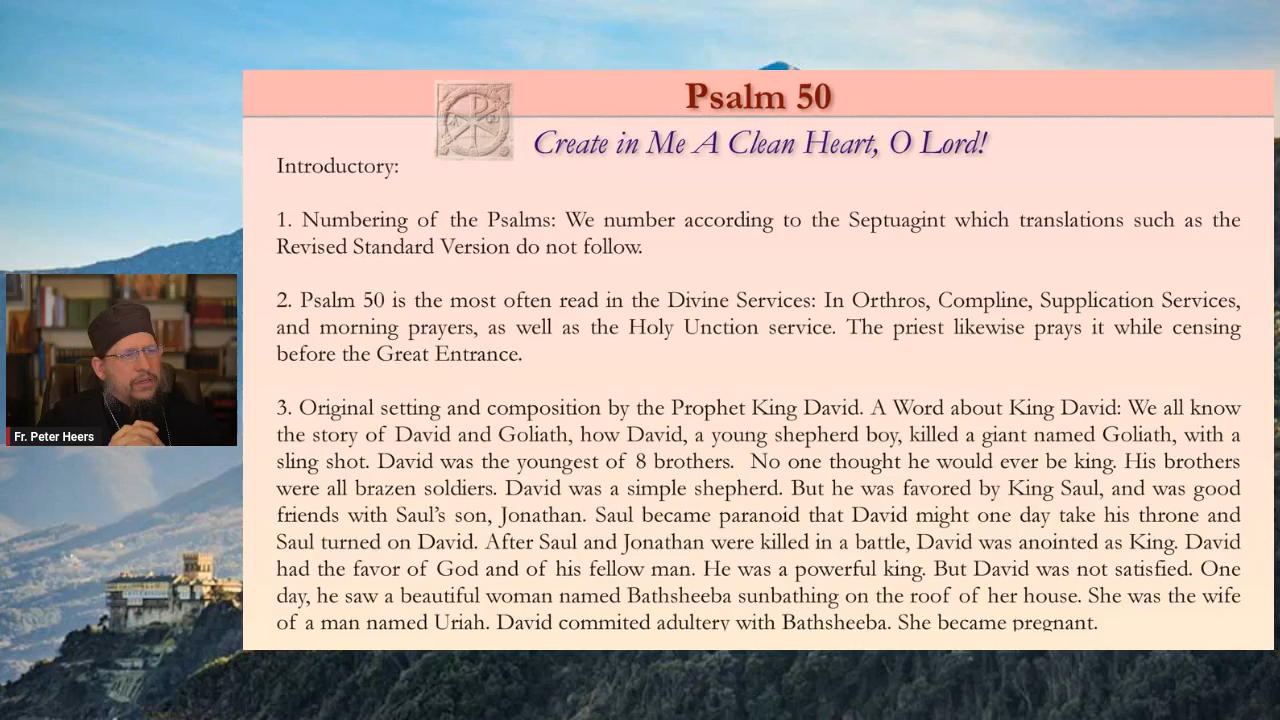 Psalm 50
Create in Me A Clean Heart, O Lord!
Introductory:
1. Numbering of the Psalms: We number according to the Septuagint which translations such as the
Revised Standard Version do not follow.
2. Psalm 50 is the most often read in the Divine Services: In Orthros, Compline, Supplication Services,
and morning prayers, as well as the Holy Unction service. The priest likewise prays it while censing
before the Great Entrance.
3. Original setting and composition by the Prophet King David. A Word about King David: We all know
the story of David and Goliath, how David, a young shepherd boy, killed a giant named Goliath, with a
sling shot. David was the youngest of 8 brothers. No one thought he would ever be king. His brothers
were all brazen soldiers. David was a simple shepherd. But he was favored by King Saul, and was good
friends with Saul's son, Jonathan. Saul became paranoid that David might one day take his throne and
Saul turned on David. After Saul and Jonathan were killed in a battle, David was anointed as King. David
had the favor of God and of his fellow man. He was a powerful king. But David was not satisfied. One
day, he saw a beautiful woman named Bathsheeba sunbathing on the roof of her house. She was the wife
of a man named Uriah. David commited adultery with Bathsheeba. She became pregnant.
Fr. Peter Heers